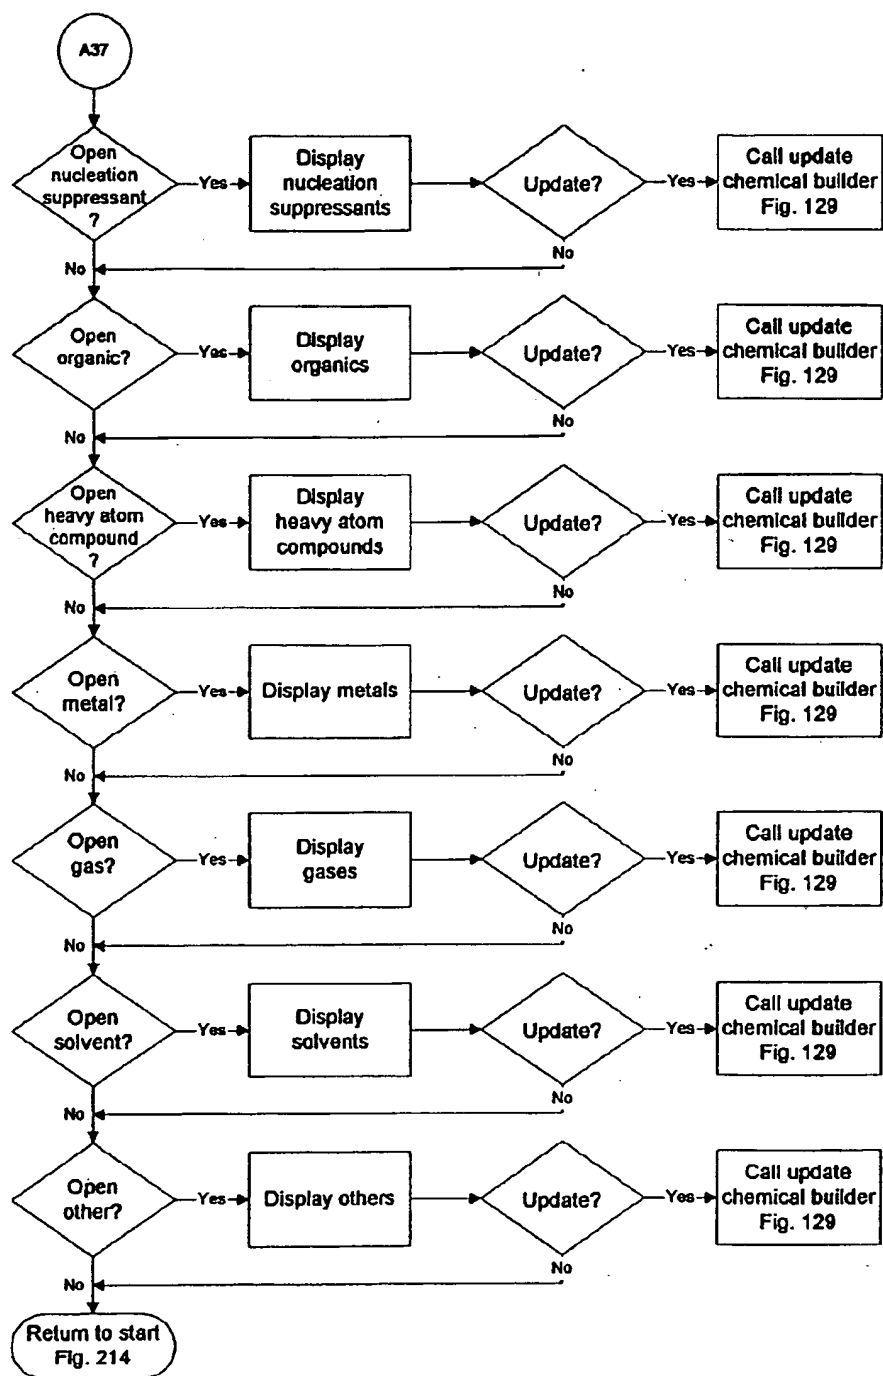 A37
Open
nucleation
suppressant
?
Yes
Display
nucleation
suppressants
Update?
Yes
Call update
chemical builder
Fig. 129
No
No
Open
organic?
Yes
Display
organics
Update?
Yes
Call update
chemical builder
Fig. 129
No
No
Open
heavy atom
compound
?
Yes
Display
heavy atom
compounds
Update?
Yes
Call update
chemical builder
Fig. 129
No
No
Open
metal?
Yes
Display metals
Update?
Yes
Call update
chemical builder
Fig. 129
No
No
Open
gas?
Yes
Display
gases
Update?
Yes
Call update
chemical builder
Fig. 129
No
No
Open
solvent?
Yes
Display
solvents
Update?
Yes
Call update
chemical builder
Fig. 129
No
No
Open
other?
Yes
Display others
Update?
Yes
Call update
chemical builder
Fig. 129
No
No
Return to start
Fig. 214